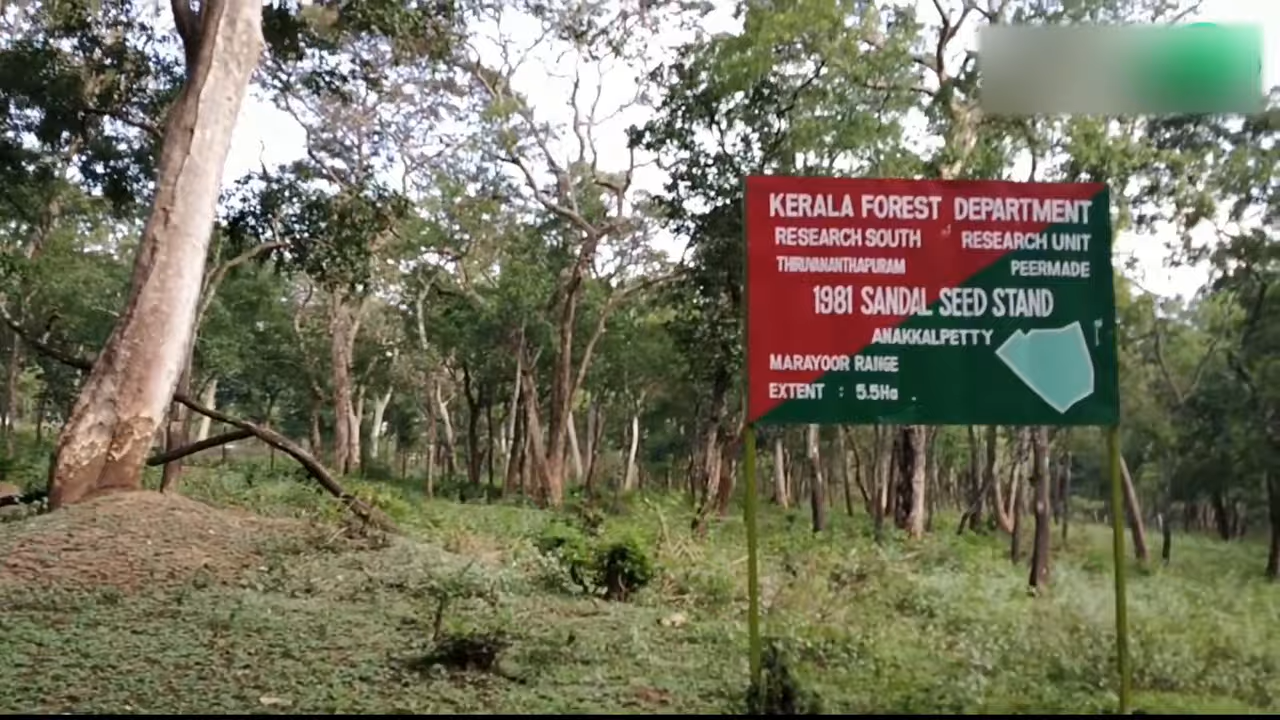 KERALA FOREST DEPARTMENT
RESEARCH SOUTH RESEARCH UNIT
THIRUVANANTHAPURAM PEERMADE
1981 SANDAL SEED STAND
ANAKKALPETTY
MARAYOOR RANGE
EXTENT : 5.5Ha .